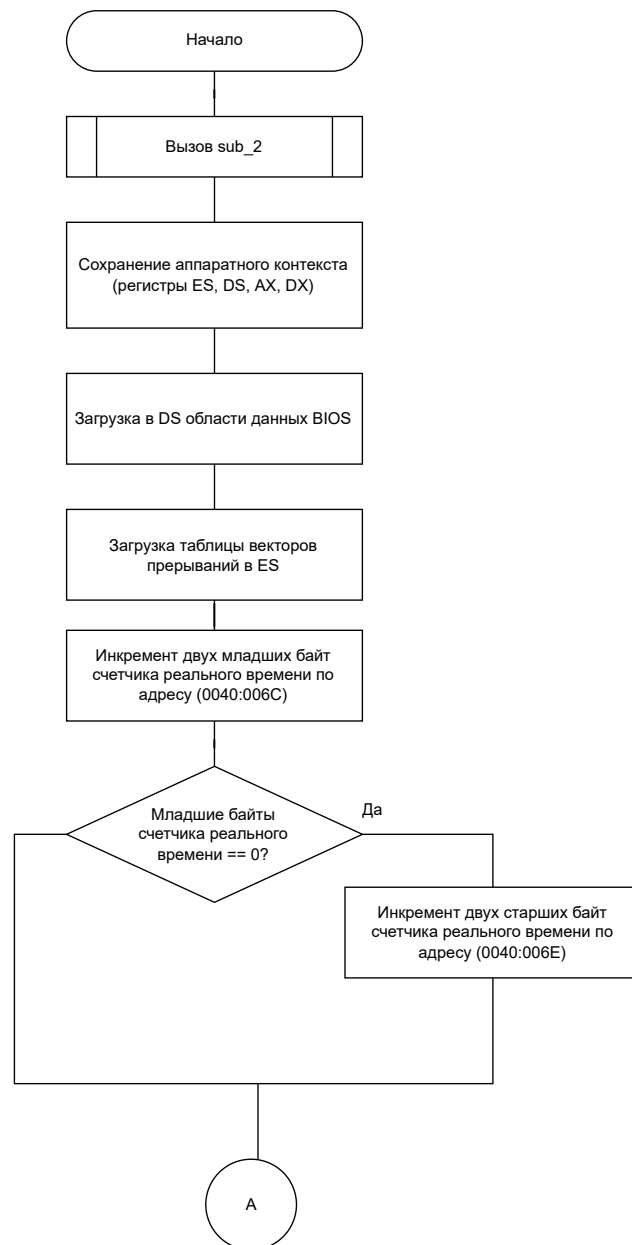 Начало
Вызов sub_2
Сохранение аппаратного контекста
(регистры ES, DS, AX, DX)
Загрузка в DS области данных BIOS
Загрузка таблицы векторов
прерываний в ES
Инкремент двух младших байт
счетчика реального времени по
адресу (0040:006C)
Младшие байты
счетчика реального
времени == 0?
Да
Инкремент двух старших байт
счетчика реального времени по
адресу (0040:006E)
А